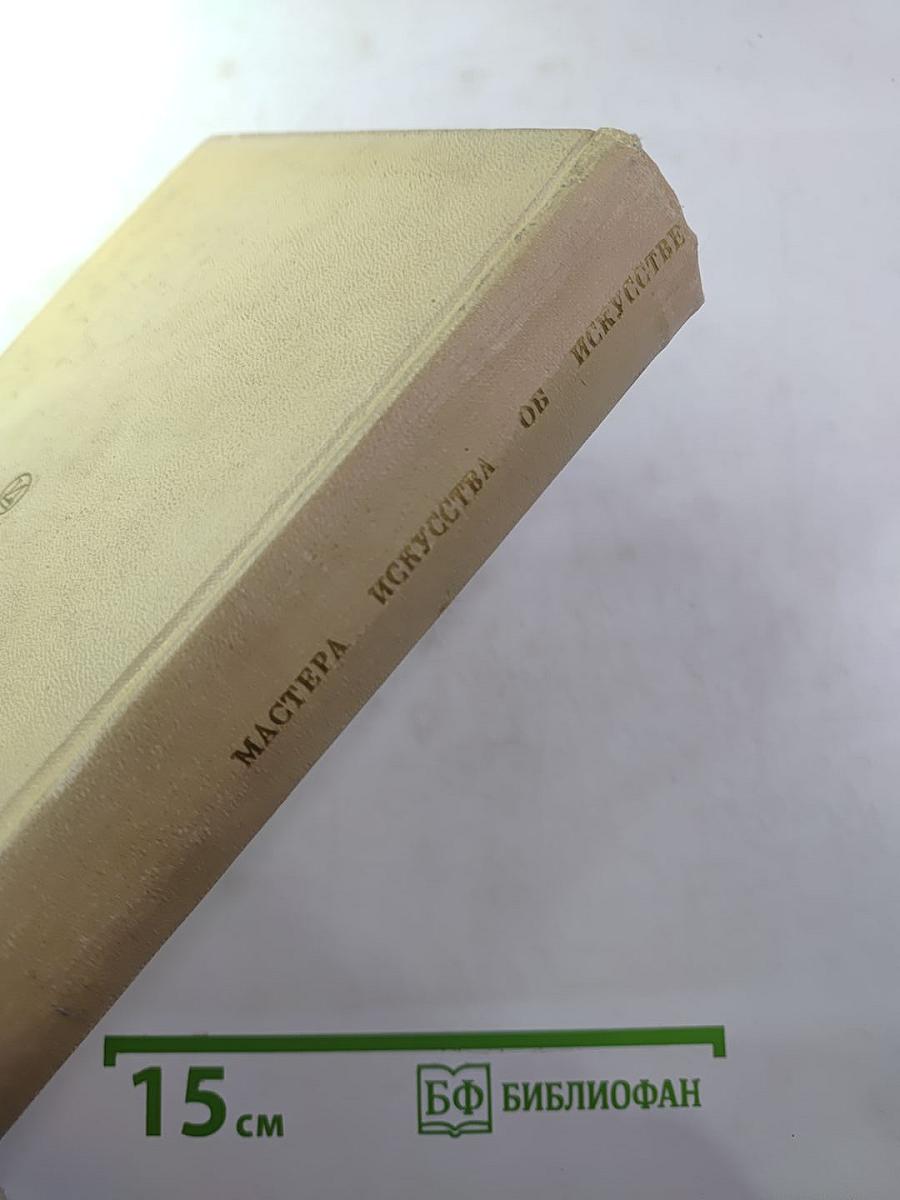 МАСТЕРА ИСКУССТВА ОБ ИСКУССТВЕ
15 см
БФ БИБЛИОФАН